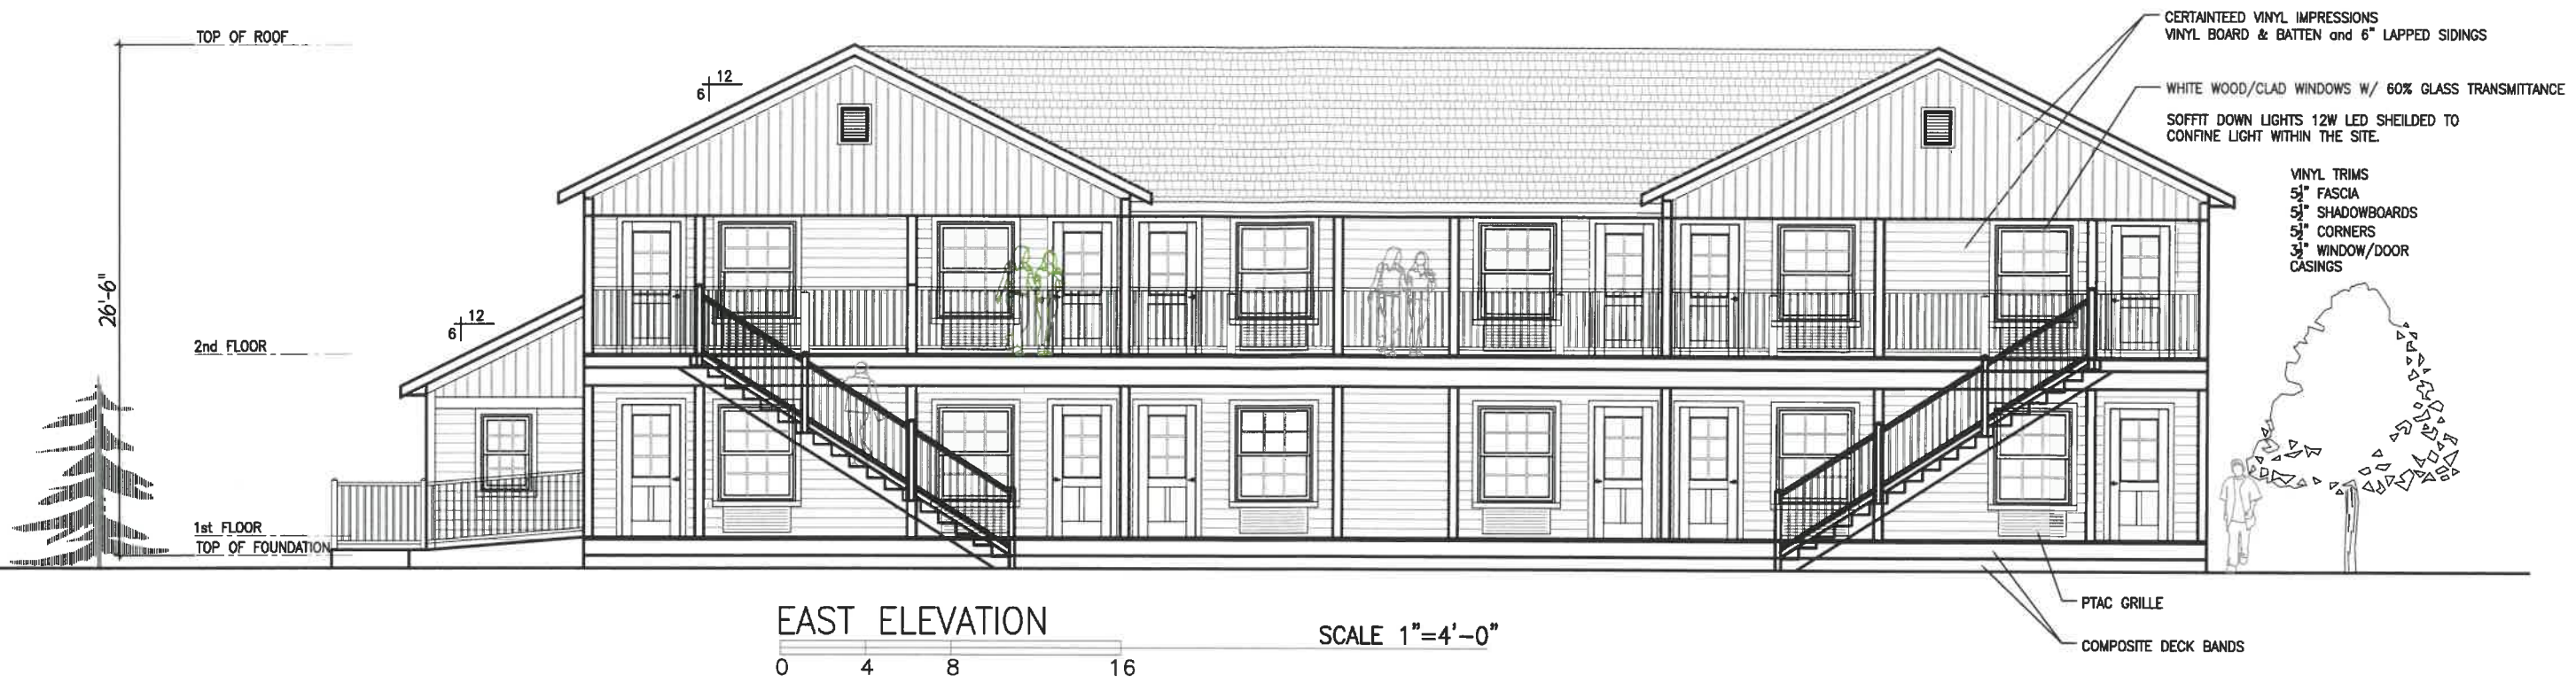 TOP OF ROOF
12
6
26'-6"
12
6
2nd FLOOR
1st FLOOR
TOP OF FOUNDATION
CERTAINTEED VINYL IMPRESSIONS
VINYL BOARD & BATTEN and 6" LAPPED SIDINGS
WHITE WOOD/CLAD WINDOWS W/ 60% GLASS TRANSMITTANCE
SOFFIT DOWN LIGHTS 12W LED SHEILDED TO
CONFINE LIGHT WITHIN THE SITE.
VINYL TRIMS
5½" FASCIA
5½" SHADOWBOARDS
5½" CORNERS
3½" WINDOW/DOOR
CASINGS
PTAC GRILLE
COMPOSITE DECK BANDS
EAST ELEVATION
SCALE 1"=4'-0"
0 4 8 16